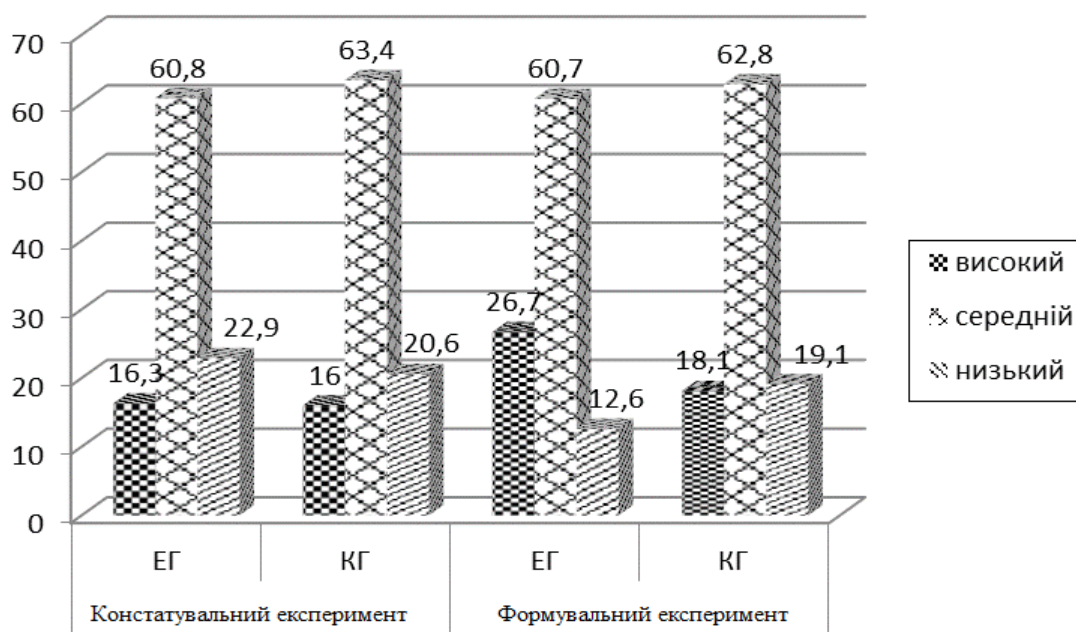 70
60
50
40
30
20
10
0
16,3
60,8
22,9
16
63,4
20,6
26,7
60,7
12,6
18,1
62,8
19,1
ЕГ
КГ
ЕГ
КГ
Констатувальний експеримент
Формувальний експеримент
високий
середній
низький